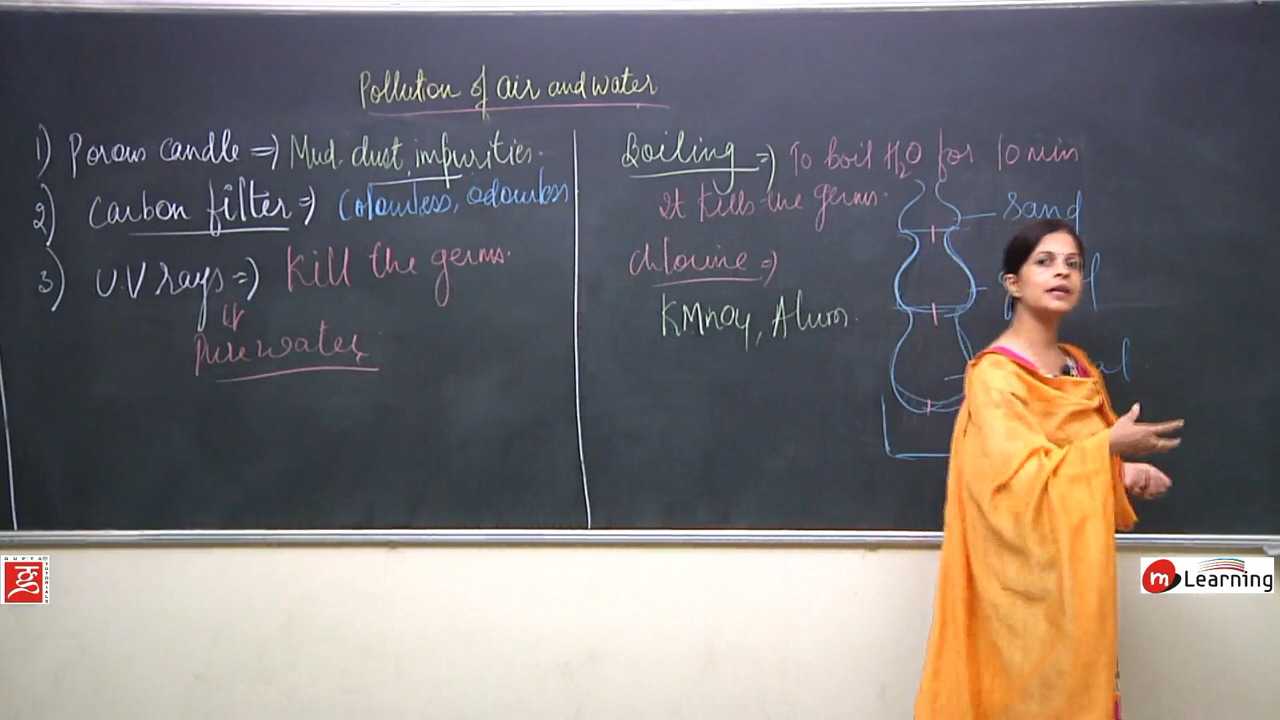 Pollution of air and water
1) Porous candle => Mud dust impurities.
2) Carbon filter => Colourless, odourless
3) U.V rays => Kill the germs.
Pure water
Boiling => To boil H₂O for 10 min
It kills the germs.
Chlorine =>
KMnO4, Alum.
Sand
GUPTA® TUTORIALS
m Learning